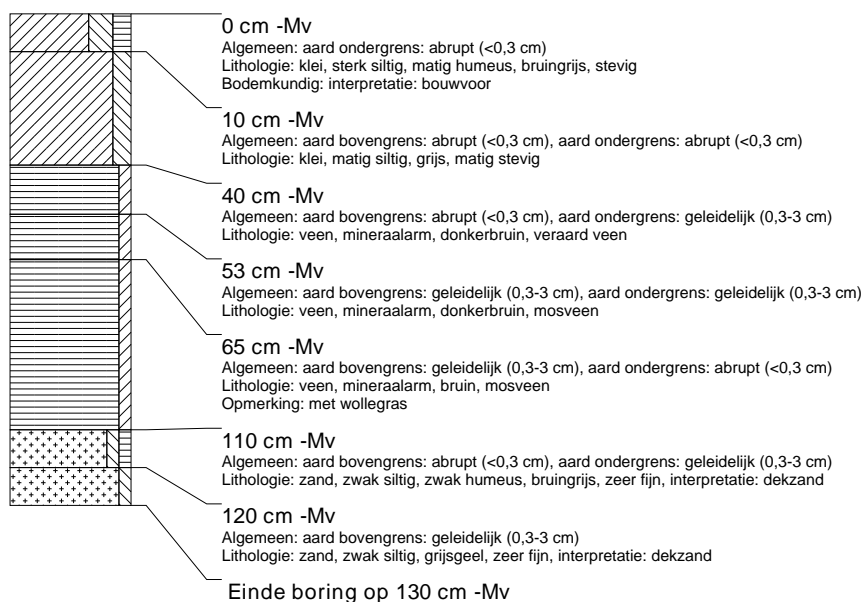 0 cm -Mv
Algemeen: aard ondergrens: abrupt (<0,3 cm)
Lithologie: klei, sterk siltig, matig humeus, bruingrijs, stevig
Bodemkundig: interpretatie: bouwvoor
10 cm -Mv
Algemeen: aard bovengrens: abrupt (<0,3 cm), aard ondergrens: abrupt (<0,3 cm)
Lithologie: klei, matig siltig, grijs, matig stevig
40 cm -Mv
Algemeen: aard bovengrens: abrupt (<0,3 cm), aard ondergrens: geleidelijk (0,3-3 cm)
Lithologie: veen, mineraalarm, donkerbruin, veraard veen
53 cm -Mv
Algemeen: aard bovengrens: geleidelijk (0,3-3 cm), aard ondergrens: geleidelijk (0,3-3 cm)
Lithologie: veen, mineraalarm, donkerbruin, mosveen
65 cm -Mv
Algemeen: aard bovengrens: geleidelijk (0,3-3 cm), aard ondergrens: abrupt (<0,3 cm)
Lithologie: veen, mineraalarm, bruin, mosveen
Opmerking: met wollegras
110 cm -Mv
Algemeen: aard bovengrens: abrupt (<0,3 cm), aard ondergrens: geleidelijk (0,3-3 cm)
Lithologie: zand, zwak siltig, zwak humeus, bruingrijs, zeer fijn, interpretatie: dekzand
120 cm -Mv
Algemeen: aard bovengrens: geleidelijk (0,3-3 cm)
Lithologie: zand, zwak siltig, grijsgeel, zeer fijn, interpretatie: dekzand
Einde boring op 130 cm -Mv